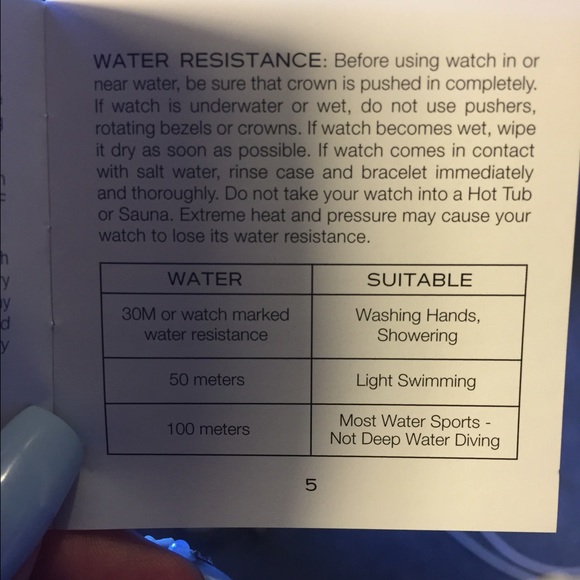 WATER RESISTANCE: Before using watch in or
near water, be sure that crown is pushed in completely.
If watch is underwater or wet, do not use pushers,
rotating bezels or crowns. If watch becomes wet, wipe
it dry as soon as possible. If watch comes in contact
with salt water, rinse case and bracelet immediately
and thoroughly. Do not take your watch into a Hot Tub
or Sauna. Extreme heat and pressure may cause your
watch to lose its water resistance.
WATER SUITABLE
30M or watch marked
water resistance
Washing Hands,
Showering
50 meters Light Swimming
100 meters
Most Water Sports -
Not Deep Water Diving
5